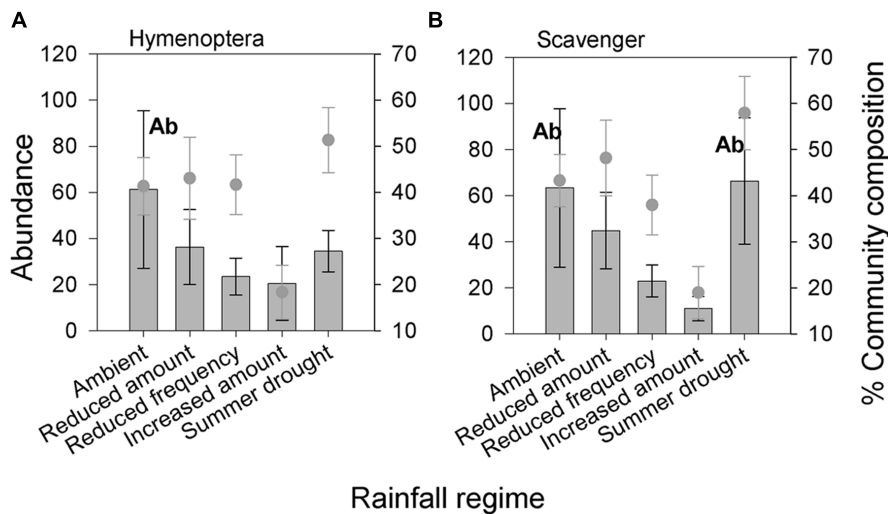 A
Hymenoptera
120
100
80
60
40
20
0
Abundance
70
60
50
40
30
20
10
Ab
Ambient
Reduced amount
Reduced frequency
Increased amount
Summer drought
B
Scavenger
120
100
80
60
40
20
0
70
60
50
40
30
20
10
Ab
Ab
% Community composition
Ambient
Reduced amount
Reduced frequency
Increased amount
Summer drought
Rainfall regime